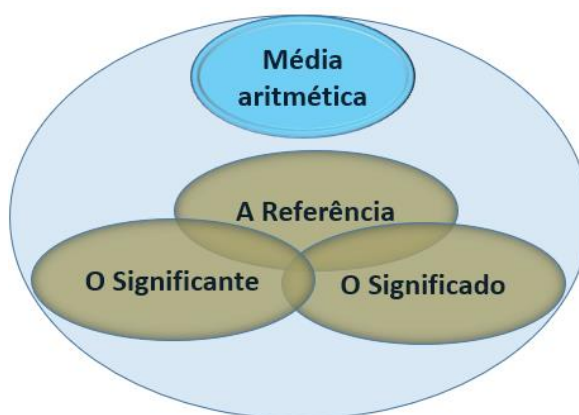 Média
aritmética
A Referência
O Significante
O Significado